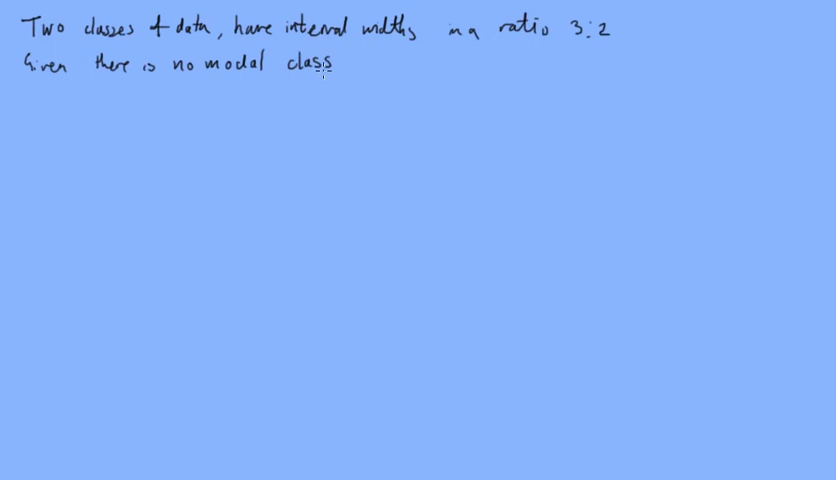 Two classes of data, have interval widths in a ratio 3:2
Given there is no modal class